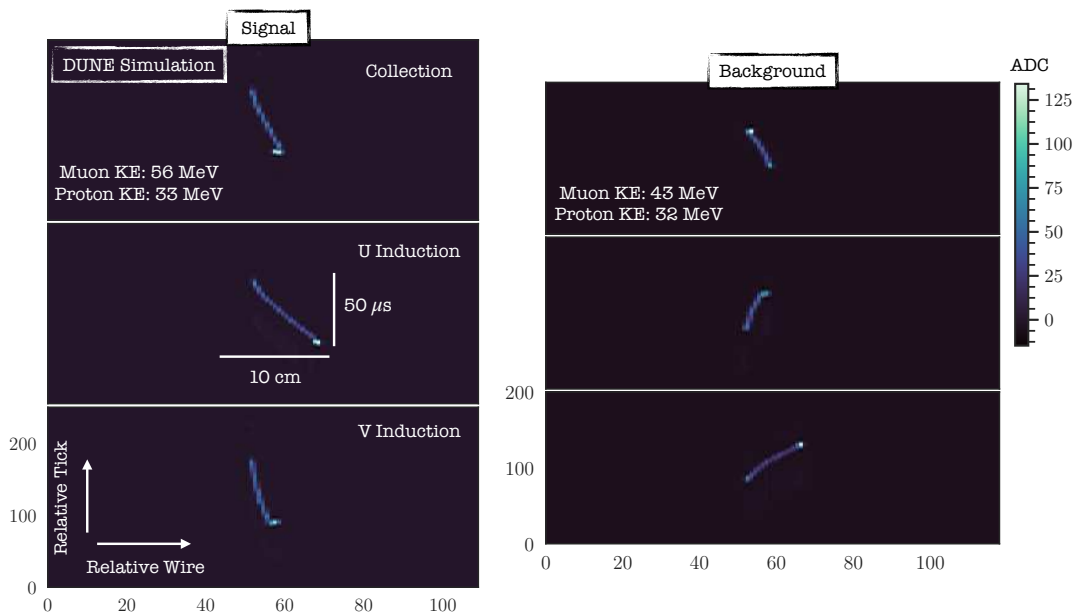 Signal
DUNE Simulation
Collection
Muon KE: 56 MeV
Proton KE: 33 MeV
U Induction
50 μs
10 cm
V Induction
200
100
0
Relative Tick
Relative Wire
0 20 40 60 80 100
Background
Muon KE: 43 MeV
Proton KE: 32 MeV
200
100
0
0 20 40 60 80 100
ADC
125
100
75
50
25
0